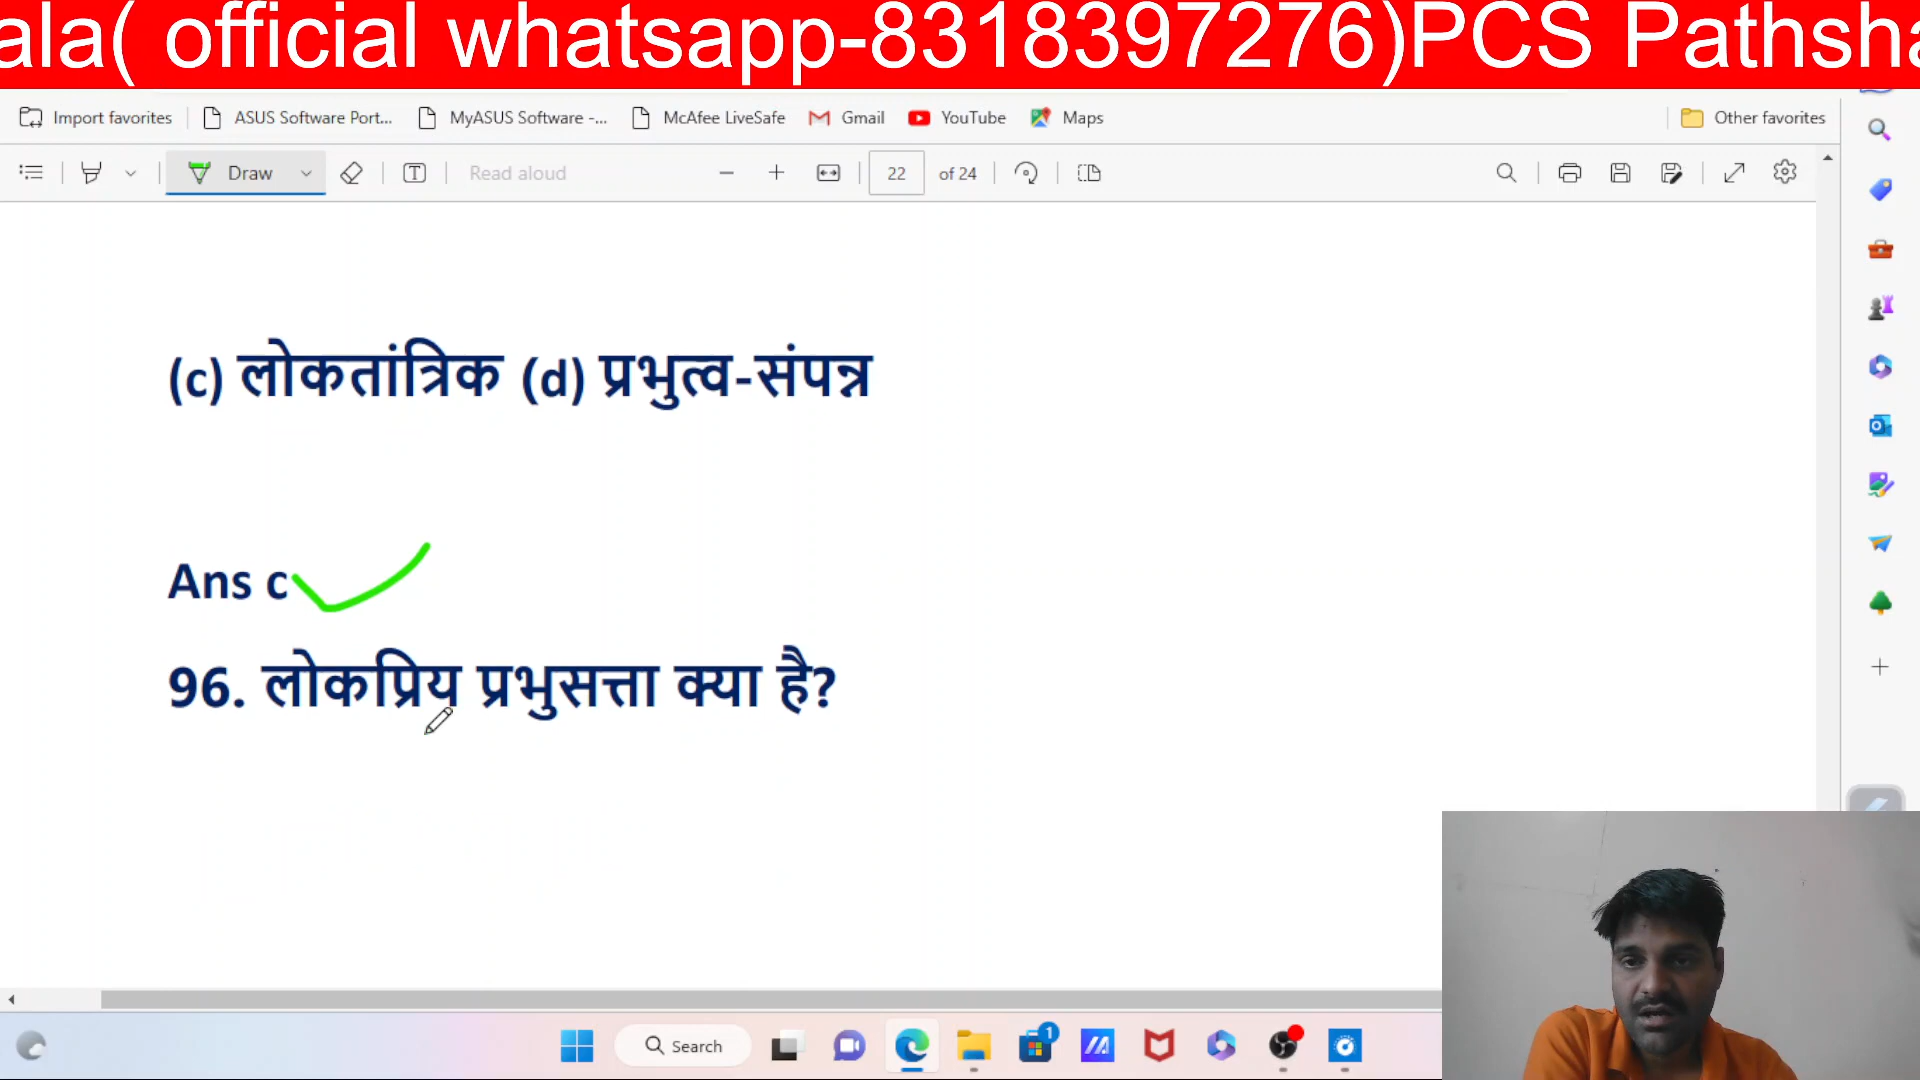 ala( official whatsapp-8318397276)PCS Pathsha
Import favorites ASUS Software Port... MyASUS Software -... McAfee LiveSafe Gmail YouTube Maps Other favorites
Draw Read aloud 22 of 24
(c) लोकतांत्रिक (d) प्रभुत्व-संपन्न
Ans c
96. लोकप्रिय प्रभुसत्ता क्या है?
Search 1